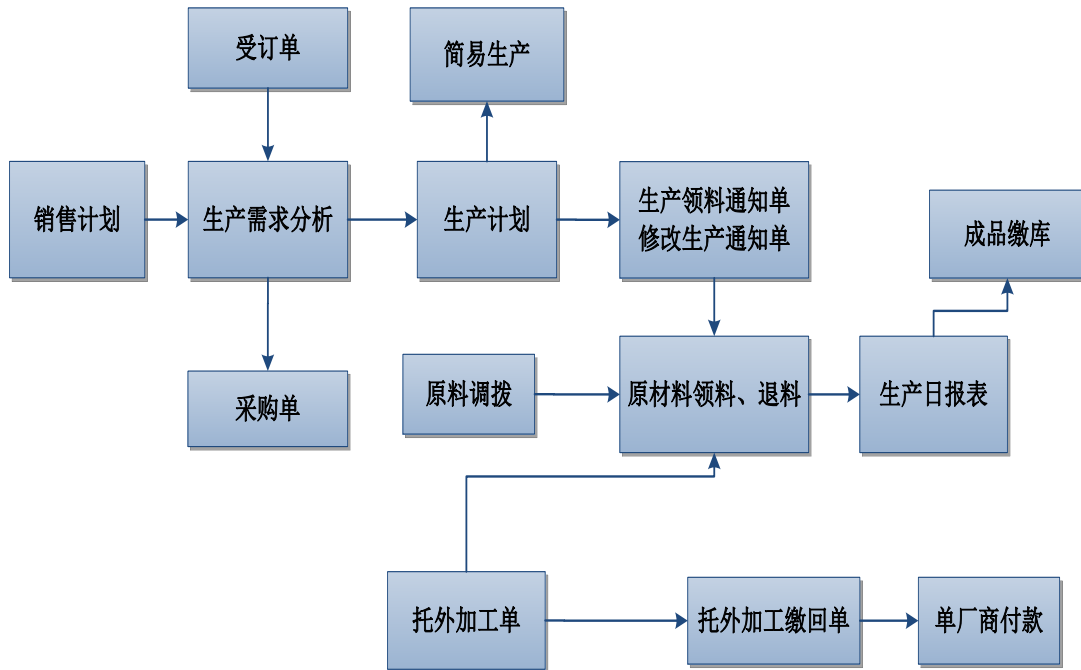 受订单
简易生产
销售计划
生产需求分析
生产计划
生产领料通知单
修改生产通知单
成品缴库
采购单
原料调拨
原材料领料、退料
生产日报表
托外加工单
托外加工缴回单
单厂商付款